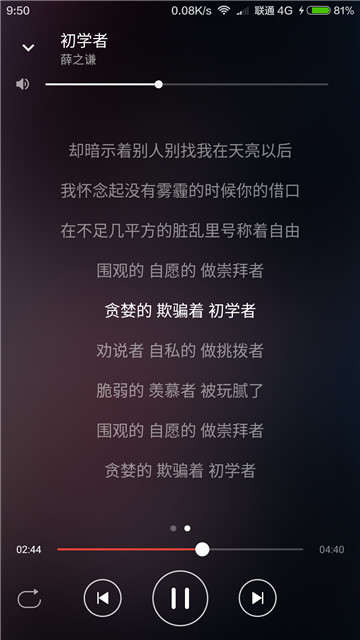 9:50 0.08K/s 联通 4G 81%
初学者
薛之谦
却暗示着别人别找我在天亮以后
我怀念起没有雾霾的时候你的借口
在不足几平方的脏乱里号称着自由
围观的 自愿的 做崇拜者
贪婪的 欺骗着 初学者
劝说者 自私的 做挑拨者
脆弱的 羡慕者 被玩腻了
围观的 自愿的 做崇拜者
贪婪的 欺骗着 初学者
02:44 04:40